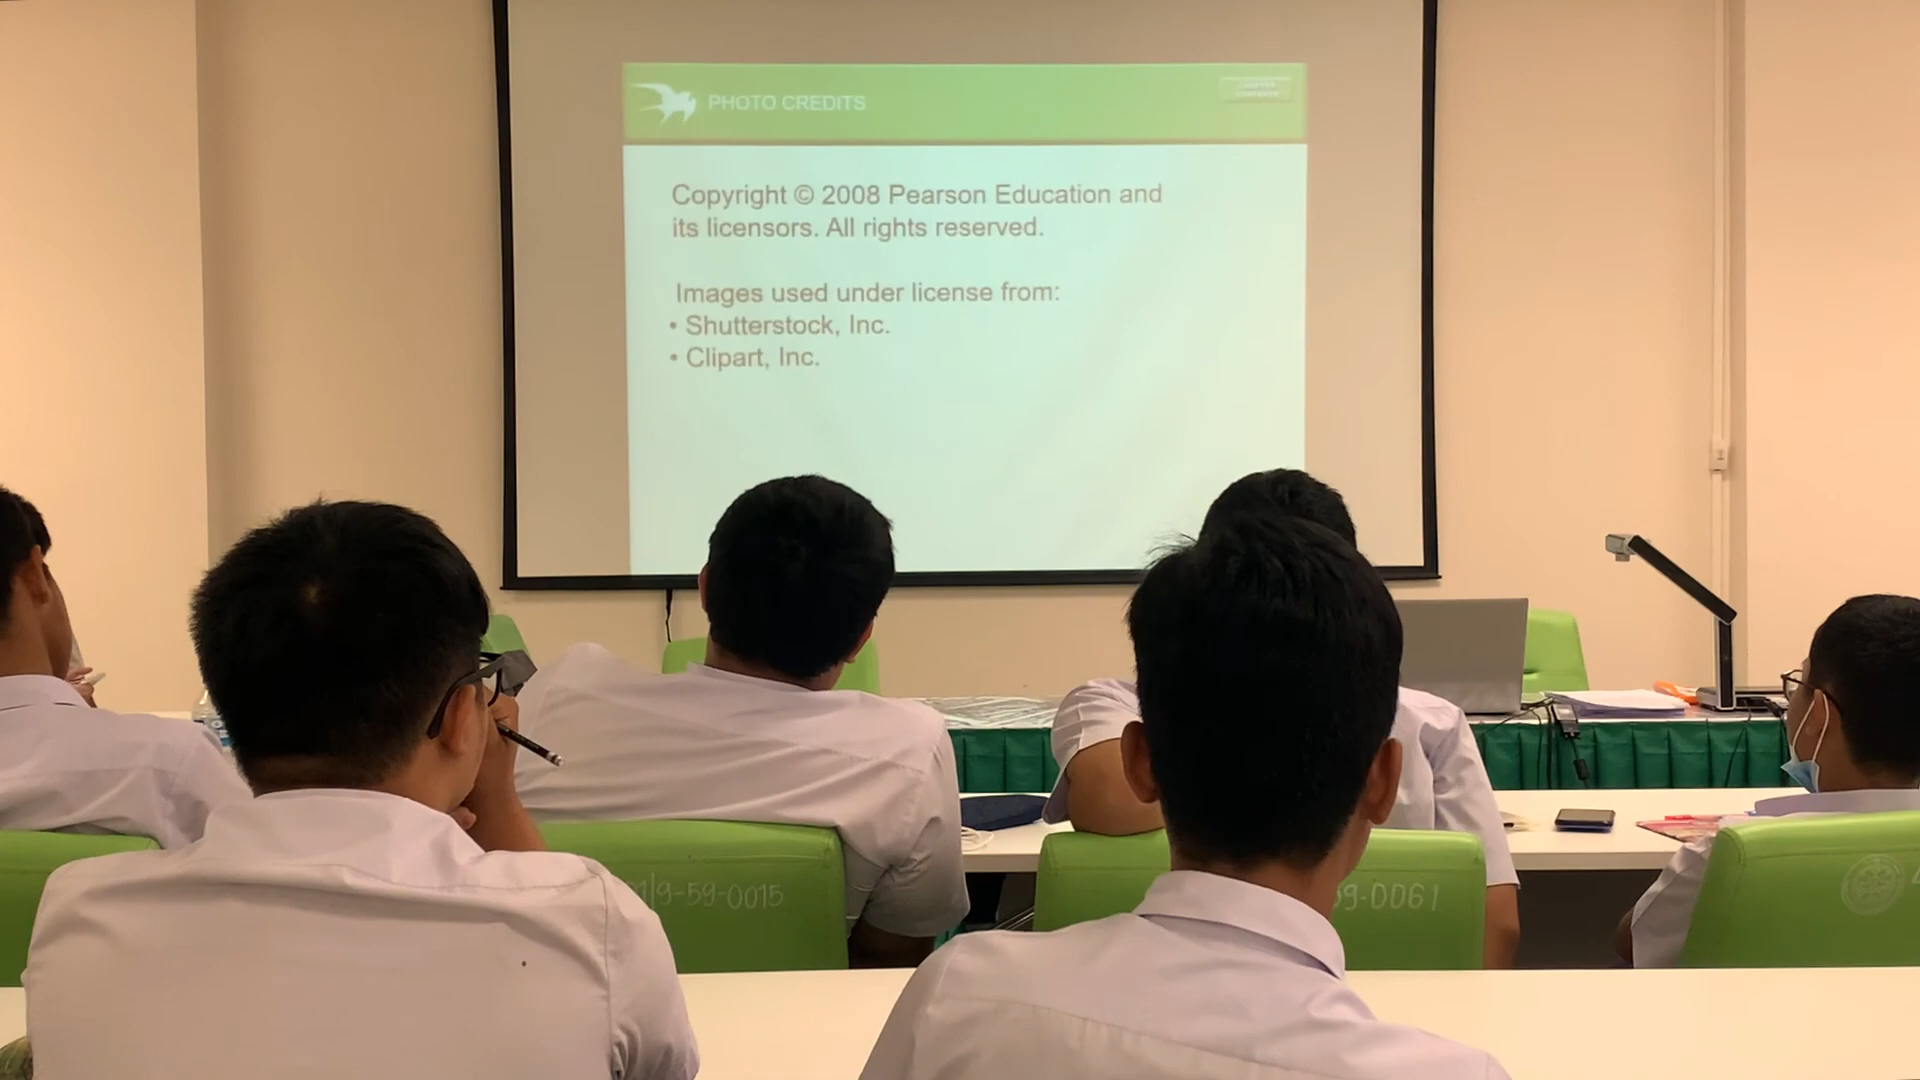 PHOTO CREDITS
Copyright © 2008 Pearson Education and
its licensors. All rights reserved.
Images used under license from:
• Shutterstock, Inc.
• Clipart, Inc.
9-59-0015
59-0061